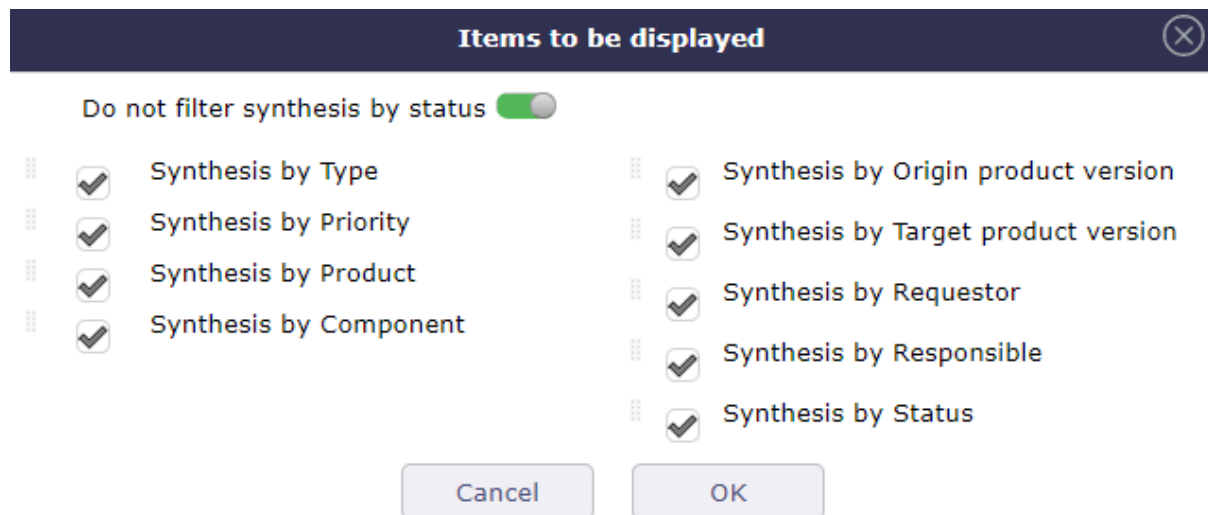 Items to be displayed
Do not filter synthesis by status
Synthesis by Type
Synthesis by Priority
Synthesis by Product
Synthesis by Component
Synthesis by Origin product version
Synthesis by Target product version
Synthesis by Requestor
Synthesis by Responsible
Synthesis by Status
Cancel
OK